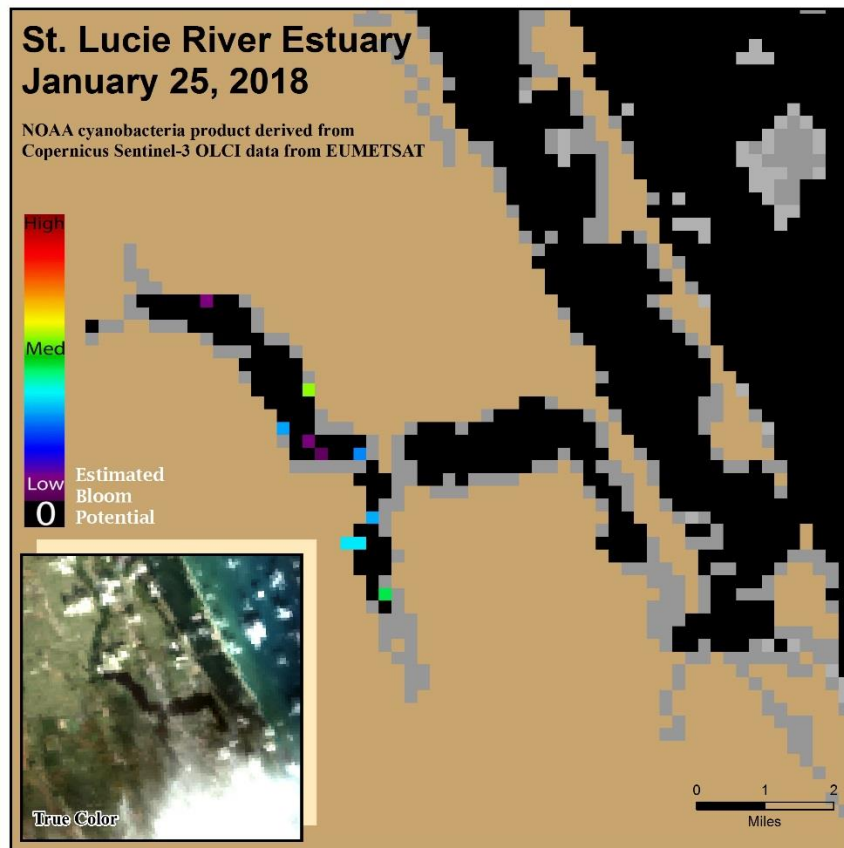 St. Lucie River Estuary
January 25, 2018
NOAA cyanobacteria product derived from
Copernicus Sentinel-3 OLCI data from EUMETSAT
High
Med
Low
0
Estimated
Bloom
Potential
True Color
0 1 2
Miles